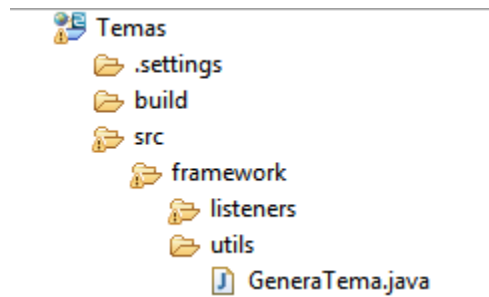 Temas
.settings
build
src
framework
listeners
utils
GeneraTema.java